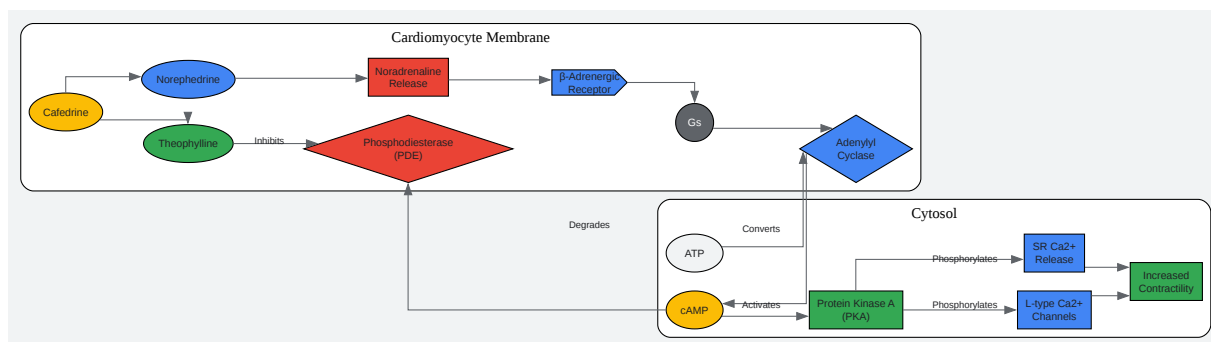 Cardiomyocyte Membrane
Norephedrine
Noradrenaline
Release
β-Adrenergic
Receptor
Cafedrine
Gs
Theophylline
Inhibits
Phosphodiesterase
(PDE)
Adenylyl
Cyclase
Cytosol
Degrades
Converts
ATP
SR Ca2+
Release
Phosphorylates
Increased
Contractility
cAMP
Activates
Protein Kinase A
(PKA)
Phosphorylates
L-type Ca2+
Channels